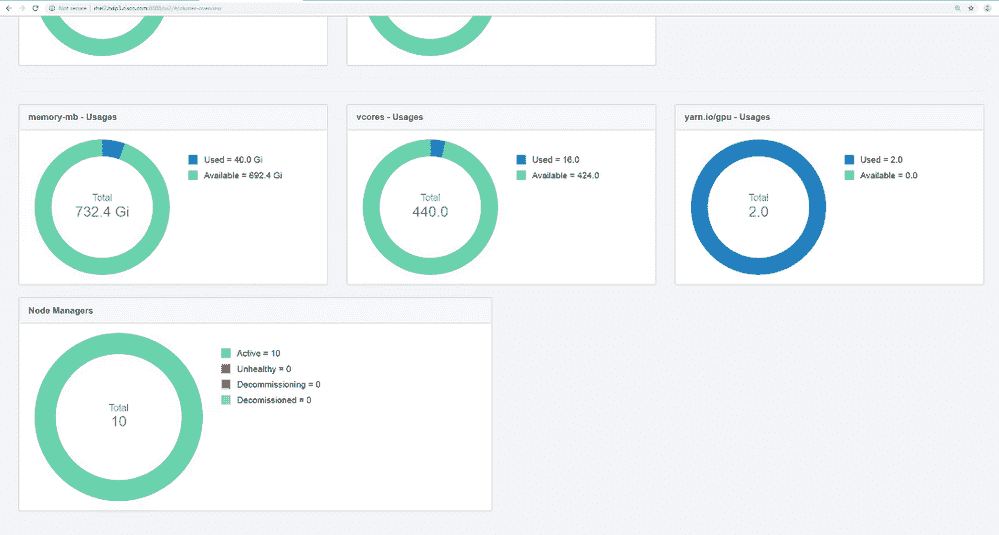 Not secure
memory-mb - Usages
vcores - Usages
yarn.io/gpu - Usages
Total
732.4 Gi
Used = 40.0 Gi
Available = 692.4 Gi
Total
440.0
Used = 16.0
Available = 424.0
Total
2.0
Used = 2.0
Available = 0.0
Node Managers
Total
10
Active = 10
Unhealthy = 0
Decommissioning = 0
Decomissioned = 0